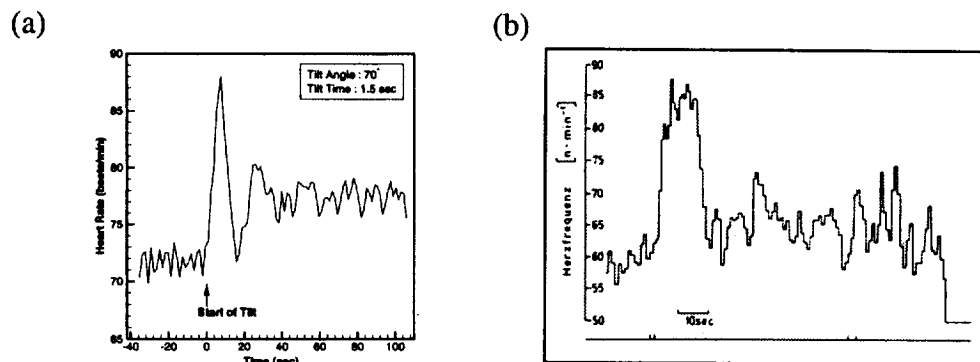 (a)
90
85
80
75
70
65
Heart Rate (beats/min)
Tilt Angle : 70°
Tilt Time : 1.5 sec
Start of Tilt
-40 -20 0 20 40 60 80 100
Time (sec)
(b)
90
85
80
75
70
65
60
55
50
Herzfrequenz [n · min⁻¹]
10sec